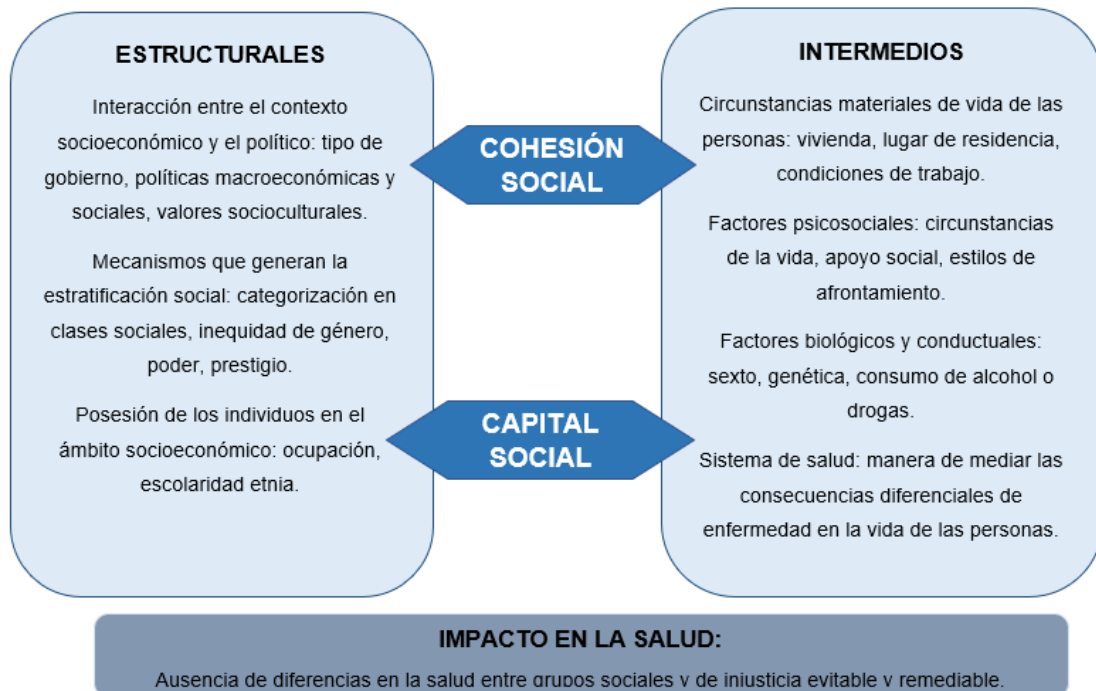 ESTRUCTURALES
Interacción entre el contexto
socioeconómico y el político: tipo de
gobierno, políticas macroeconómicas y
sociales, valores socioculturales.
Mecanismos que generan la
estratificación social: categorización en
clases sociales, inequidad de género,
poder, prestigio.
Posesión de los individuos en el
ámbito socioeconómico: ocupación,
escolaridad etnia.
COHESIÓN
SOCIAL
CAPITAL
SOCIAL
INTERMEDIOS
Circunstancias materiales de vida de las
personas: vivienda, lugar de residencia,
condiciones de trabajo.
Factores psicosociales: circunstancias
de la vida, apoyo social, estilos de
afrontamiento.
Factores biológicos y conductuales:
sexto, genética, consumo de alcohol o
drogas.
Sistema de salud: manera de mediar las
consecuencias diferenciales de
enfermedad en la vida de las personas.
IMPACTO EN LA SALUD:
Ausencia de diferencias en la salud entre grupos sociales y de injusticia evitable y remediable.